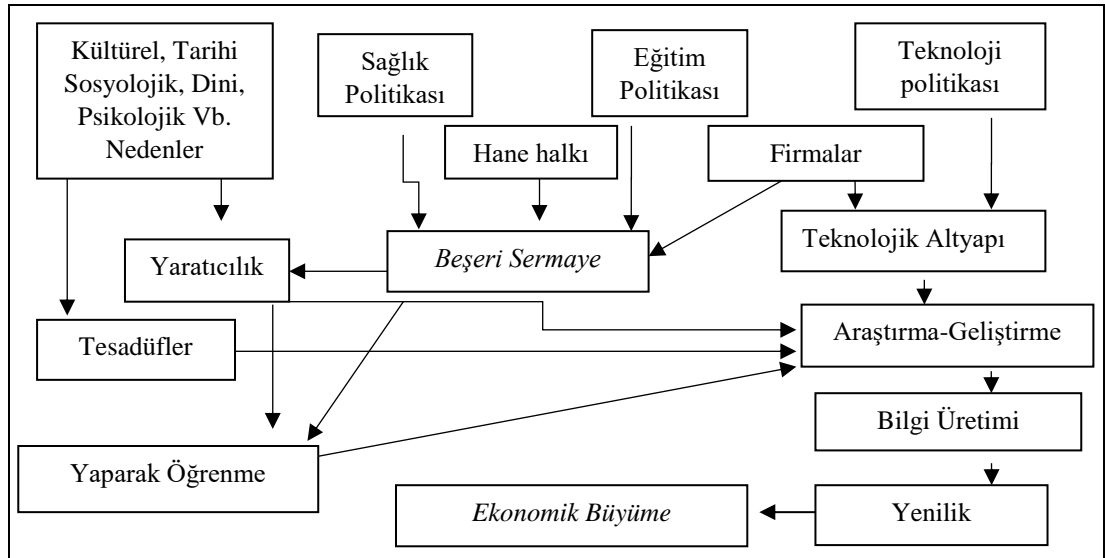 Kültürel, Tarihi
Sosyolojik, Dini,
Psikolojik Vb.
Nedenler
Sağlık
Politikası
Eğitim
Politikası
Teknoloji
politikası
Hane halkı
Firmalar
Yaratıcılık
Beşeri Sermaye
Teknolojik Altyapı
Tesadüfler
Araştırma-Geliştirme
Bilgi Üretimi
Yaparak Öğrenme
Ekonomik Büyüme
Yenilik